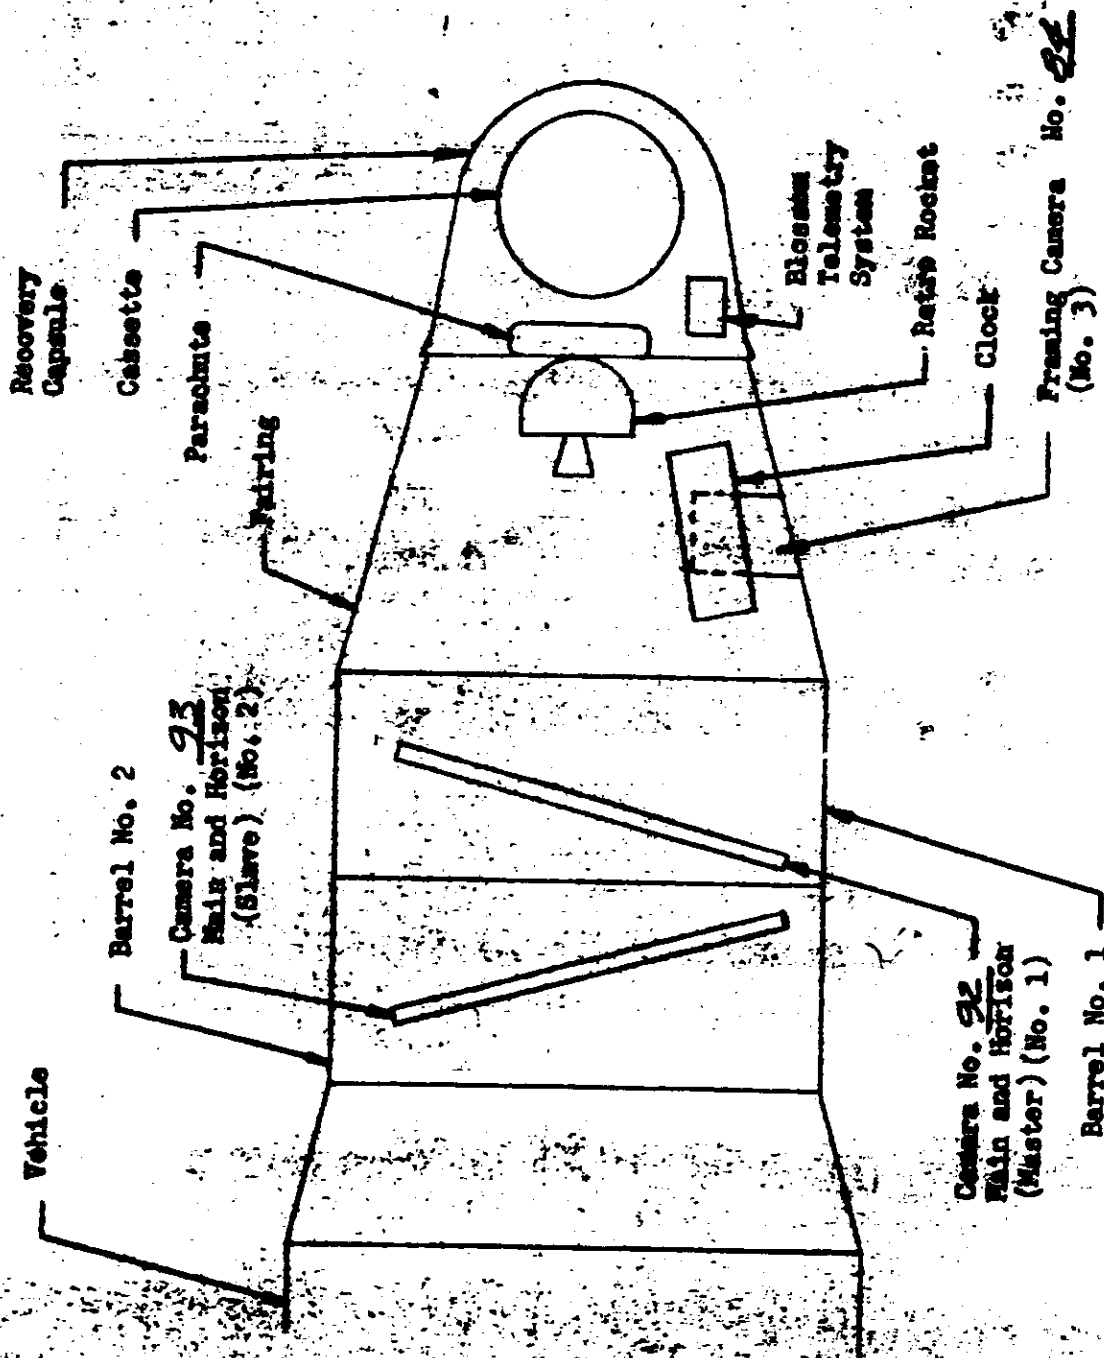 Recovery
Capsule
Cassette
Parachute
Fairing
Blossom
Telemetry
System
Retro Rocket
Clock
Framing Camera No. 84
(No. 3)
Barrel No. 2
Camera No. 93
Main and Horizon
(Slave) (No. 2)
Vehicle
Camera No. 92
Main and Horizon
(Master)(No. 1)
Barrel No. 1